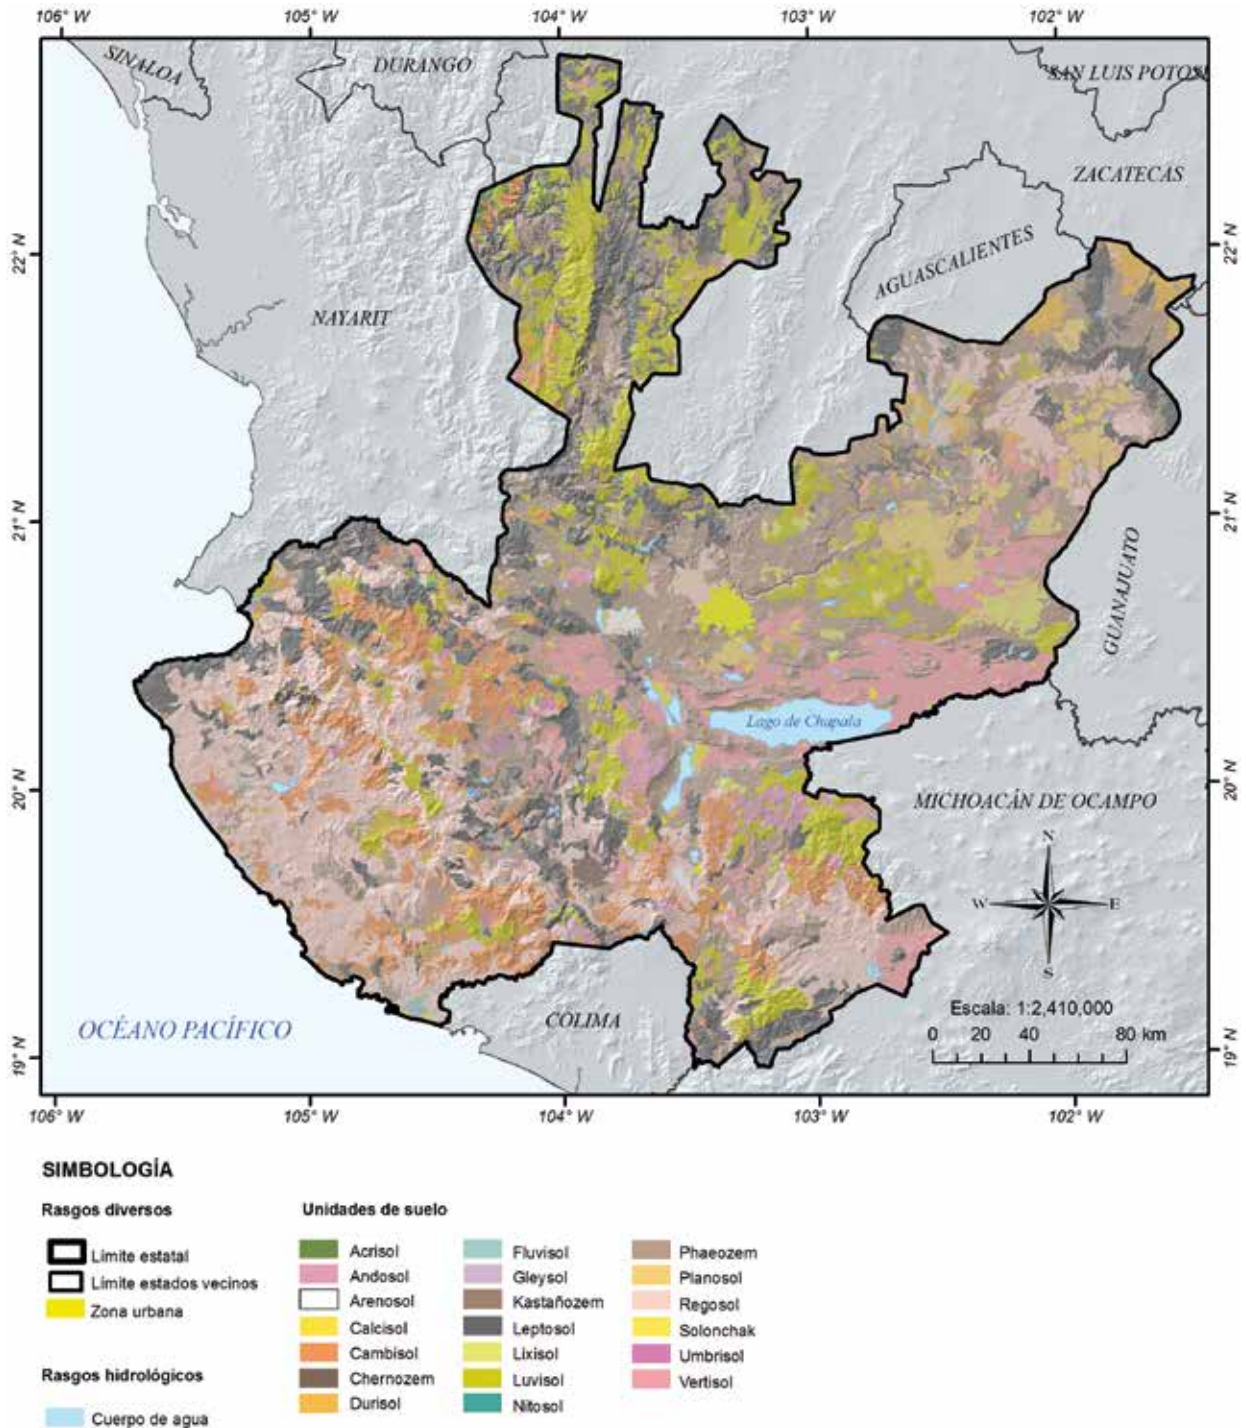 106° W 105° W 104° W 103° W 102° W
SINALOA
DURANGO
SAN LUIS POTOSI
ZACATECAS
22° N 22° N
AGUASCALIENTES
NAYARIT
21° N 21° N
GUANAJUATO
Lago de Chapala
20° N 20° N
MICHOACÁN DE OCAMPO
N
W E
S
Escala: 1:2,410,000
0 20 40 80 km
COLIMA
OCÉANO PACÍFICO
19° N 19° N
106° W 105° W 104° W 103° W 102° W
SIMBOLOGÍA
Rasgos diversos
Límite estatal
Límite estados vecinos
Zona urbana
Rasgos hidrológicos
Cuerpo de agua
Unidades de suelo
Acrisol
Andosol
Arenosol
Calcisol
Cambisol
Chernozem
Durisol
Fluvisol
Gleysol
Kastañozem
Leptosol
Lixisol
Luvisol
Nitosol
Phaeozem
Planosol
Regosol
Solonchak
Umbrisol
Vertisol